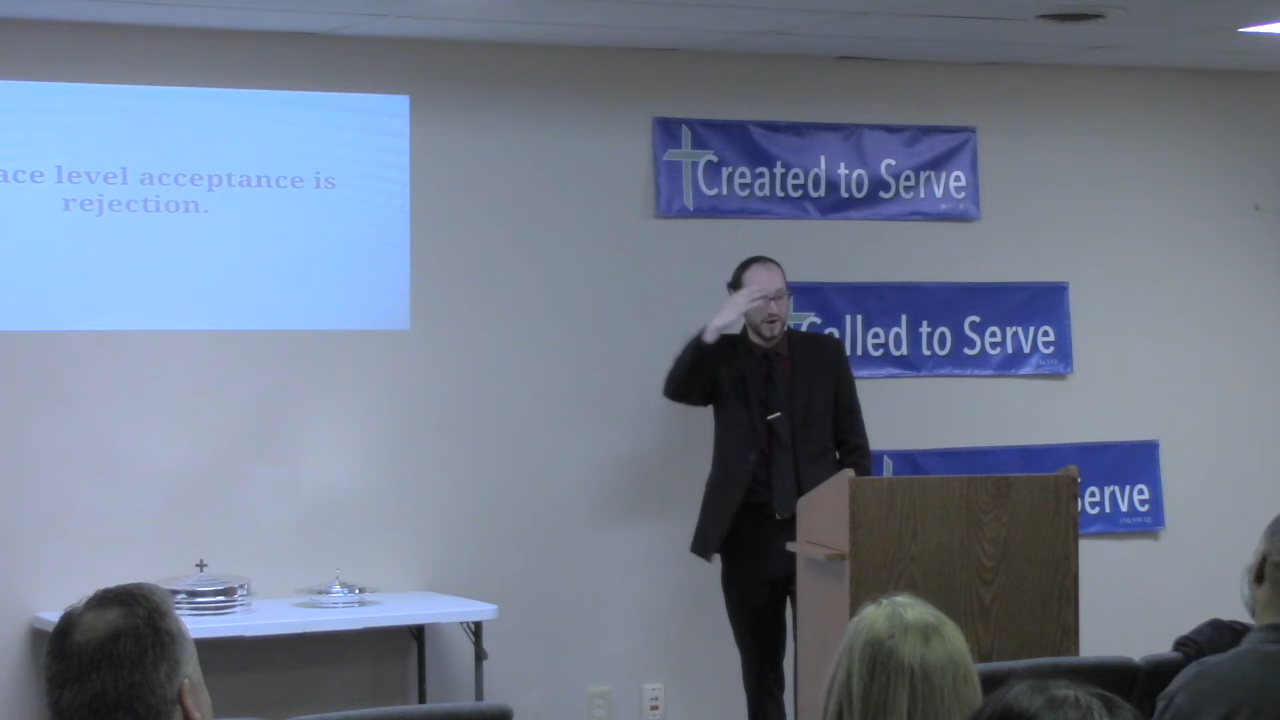 ace level acceptance is
rejection.
Created to Serve
Called to Serve
Serve